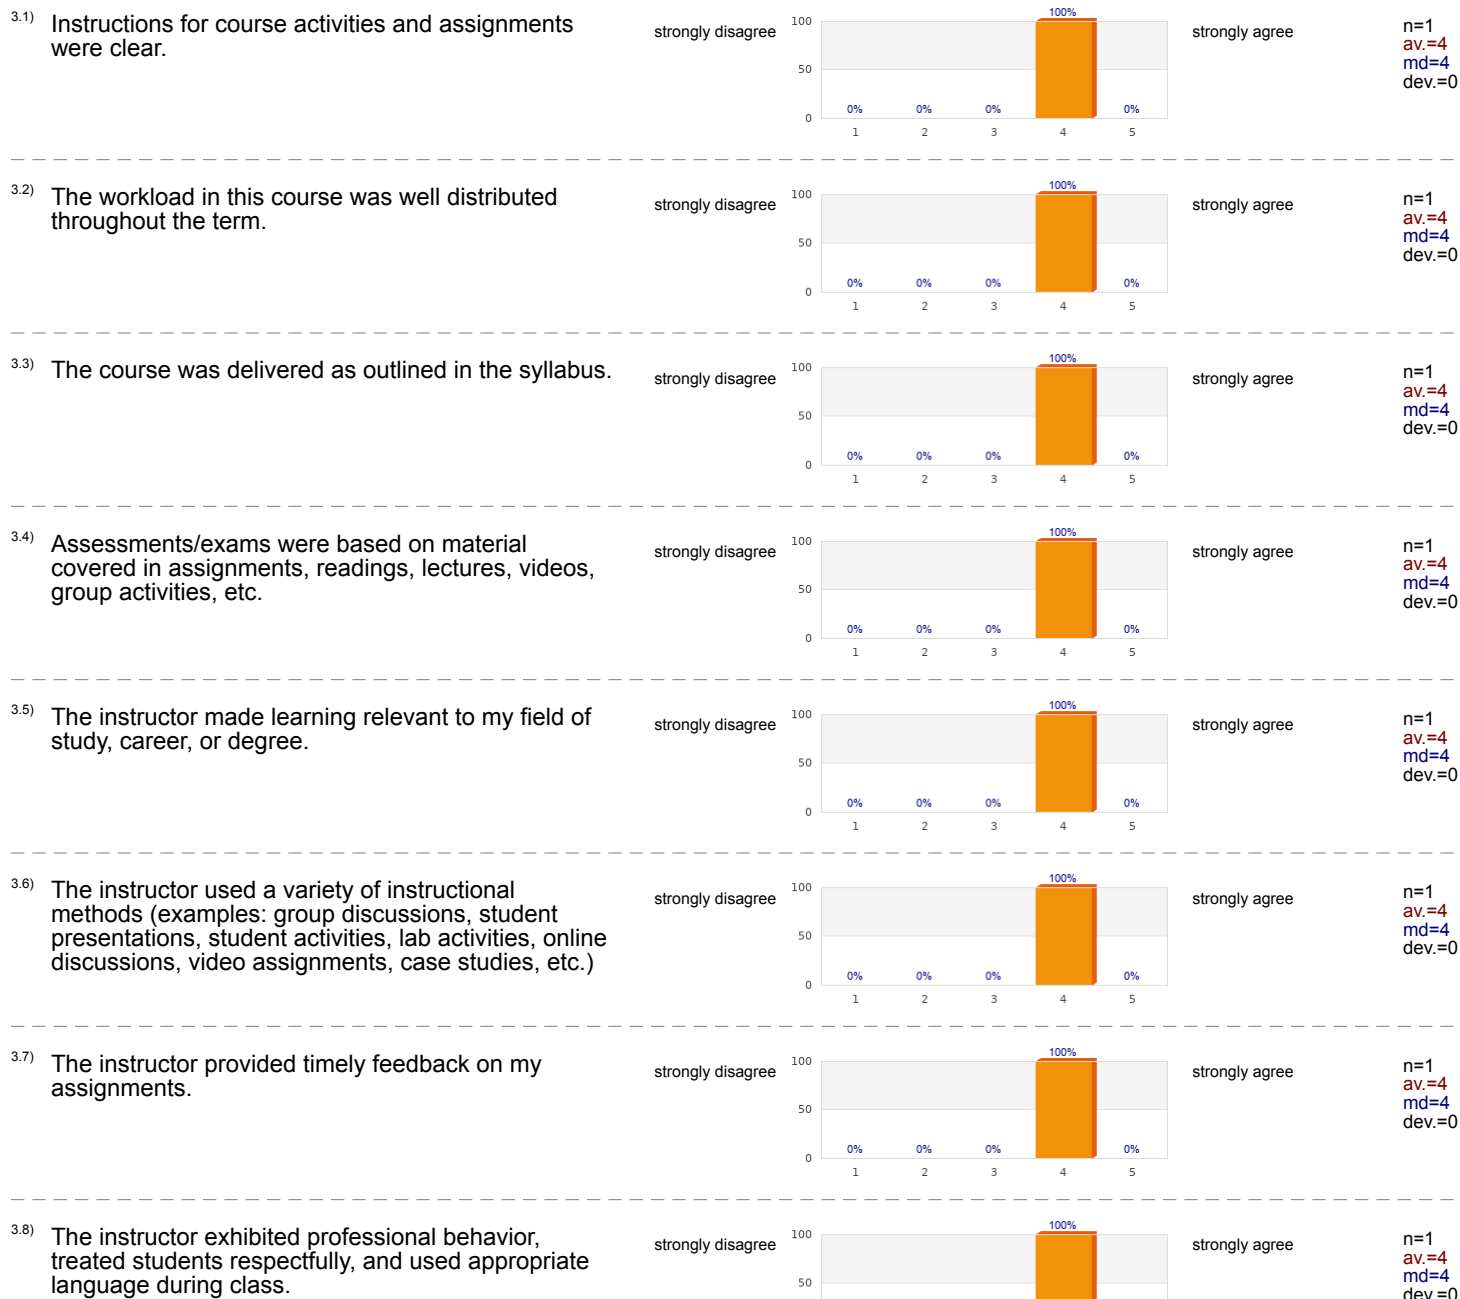 3.1) Instructions for course activities and assignments
were clear.
strongly disagree
100
50
0
100%
0% 0% 0% 0%
1 2 3 4 5
strongly agree
n=1
av.=4
md=4
dev.=0
3.2) The workload in this course was well distributed
throughout the term.
strongly disagree
100
50
0
100%
0% 0% 0% 0%
1 2 3 4 5
strongly agree
n=1
av.=4
md=4
dev.=0
3.3) The course was delivered as outlined in the syllabus.
strongly disagree
100
50
0
100%
0% 0% 0% 0%
1 2 3 4 5
strongly agree
n=1
av.=4
md=4
dev.=0
3.4) Assessments/exams were based on material
covered in assignments, readings, lectures, videos,
group activities, etc.
strongly disagree
100
50
0
100%
0% 0% 0% 0%
1 2 3 4 5
strongly agree
n=1
av.=4
md=4
dev.=0
3.5) The instructor made learning relevant to my field of
study, career, or degree.
strongly disagree
100
50
0
100%
0% 0% 0% 0%
1 2 3 4 5
strongly agree
n=1
av.=4
md=4
dev.=0
3.6) The instructor used a variety of instructional
methods (examples: group discussions, student
presentations, student activities, lab activities, online
discussions, video assignments, case studies, etc.)
strongly disagree
100
50
0
100%
0% 0% 0% 0%
1 2 3 4 5
strongly agree
n=1
av.=4
md=4
dev.=0
3.7) The instructor provided timely feedback on my
assignments.
strongly disagree
100
50
0
100%
0% 0% 0% 0%
1 2 3 4 5
strongly agree
n=1
av.=4
md=4
dev.=0
3.8) The instructor exhibited professional behavior,
treated students respectfully, and used appropriate
language during class.
strongly disagree
100
50
100%
strongly agree
n=1
av.=4
md=4
dev.=0